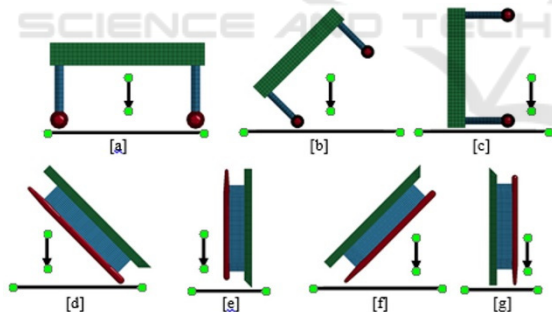 SCIENCE AND TECH
[a]
[b]
[c]
[d]
[e]
[f]
[g]